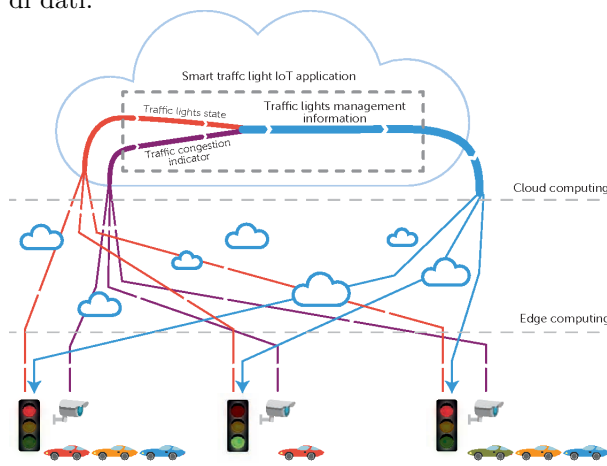 di dati.
Smart traffc light IoT application
Traffic lights state
Traffic lights management
information
Traffic congestion
indicator
Cloud computing
Edge computing